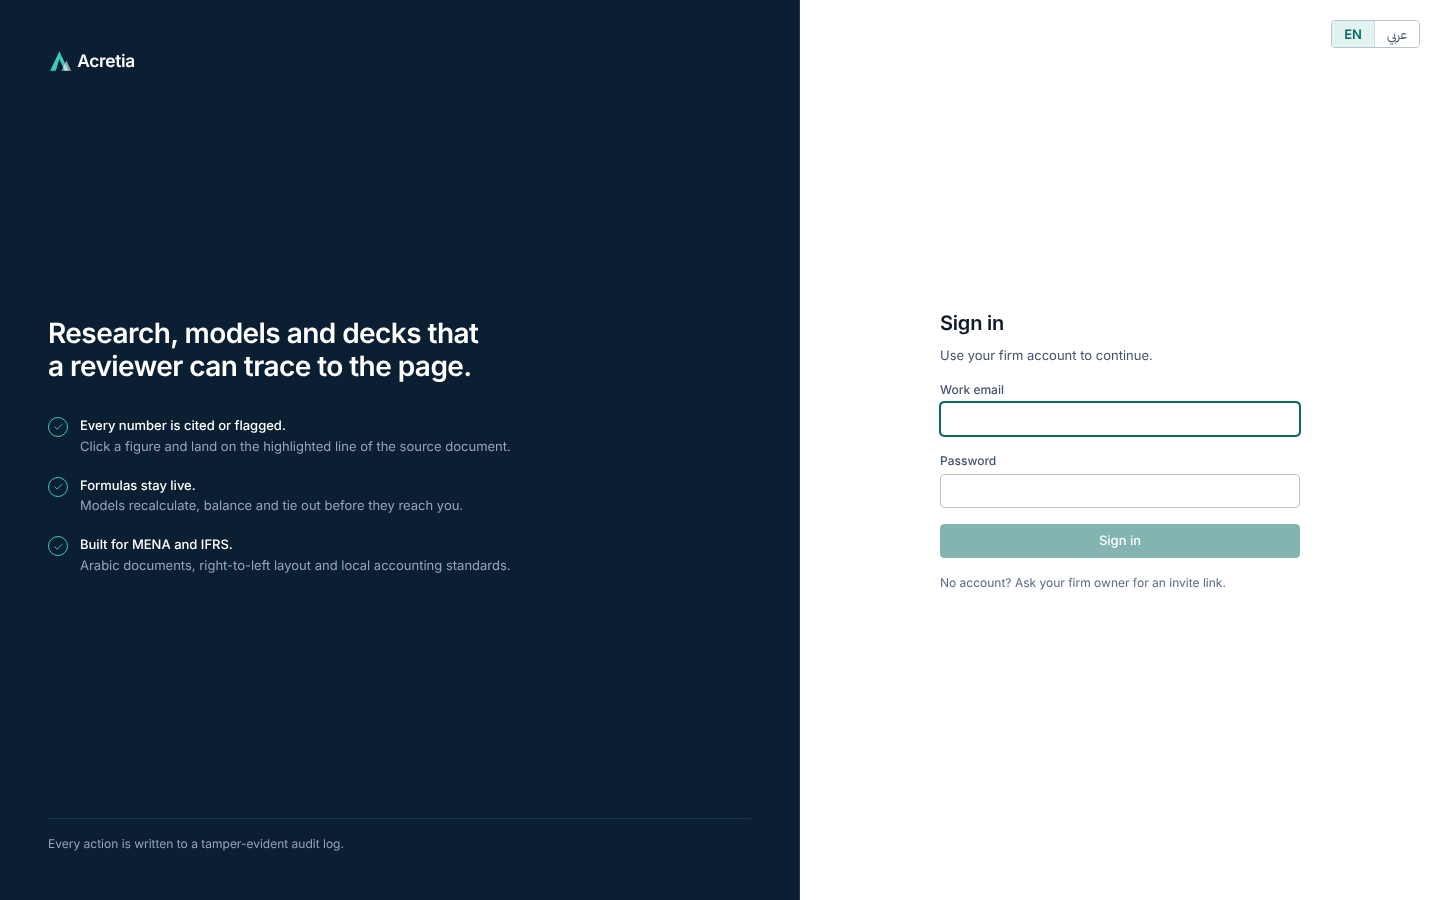 Acretia
Research, models and decks that
a reviewer can trace to the page.
Every number is cited or flagged.
Click a figure and land on the highlighted line of the source document.
Formulas stay live.
Models recalculate, balance and tie out before they reach you.
Built for MENA and IFRS.
Arabic documents, right-to-left layout and local accounting standards.
Every action is written to a tamper-evident audit log.
EN عربي
Sign in
Use your firm account to continue.
Work email
Password
Sign in
No account? Ask your firm owner for an invite link.